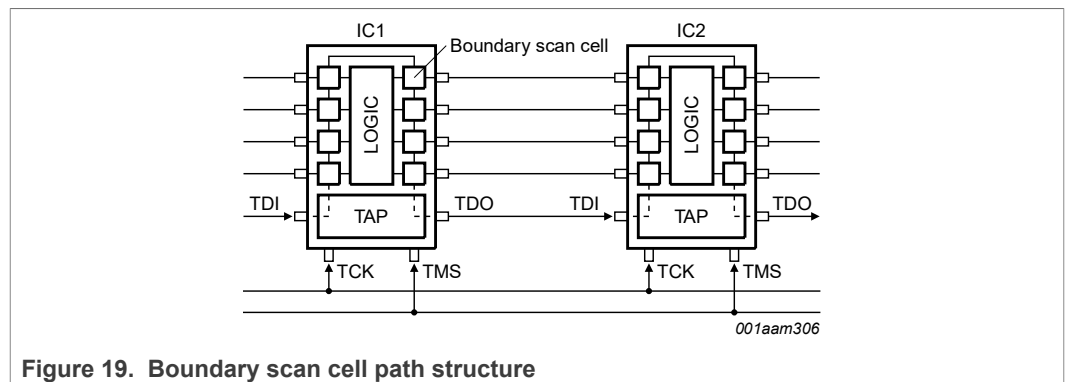 IC1 IC2
Boundary scan cell
LOGIC LOGIC
TDI TAP TDO TDI TAP TDO
TCK TMS TCK TMS
001aam306
Figure 19. Boundary scan cell path structure